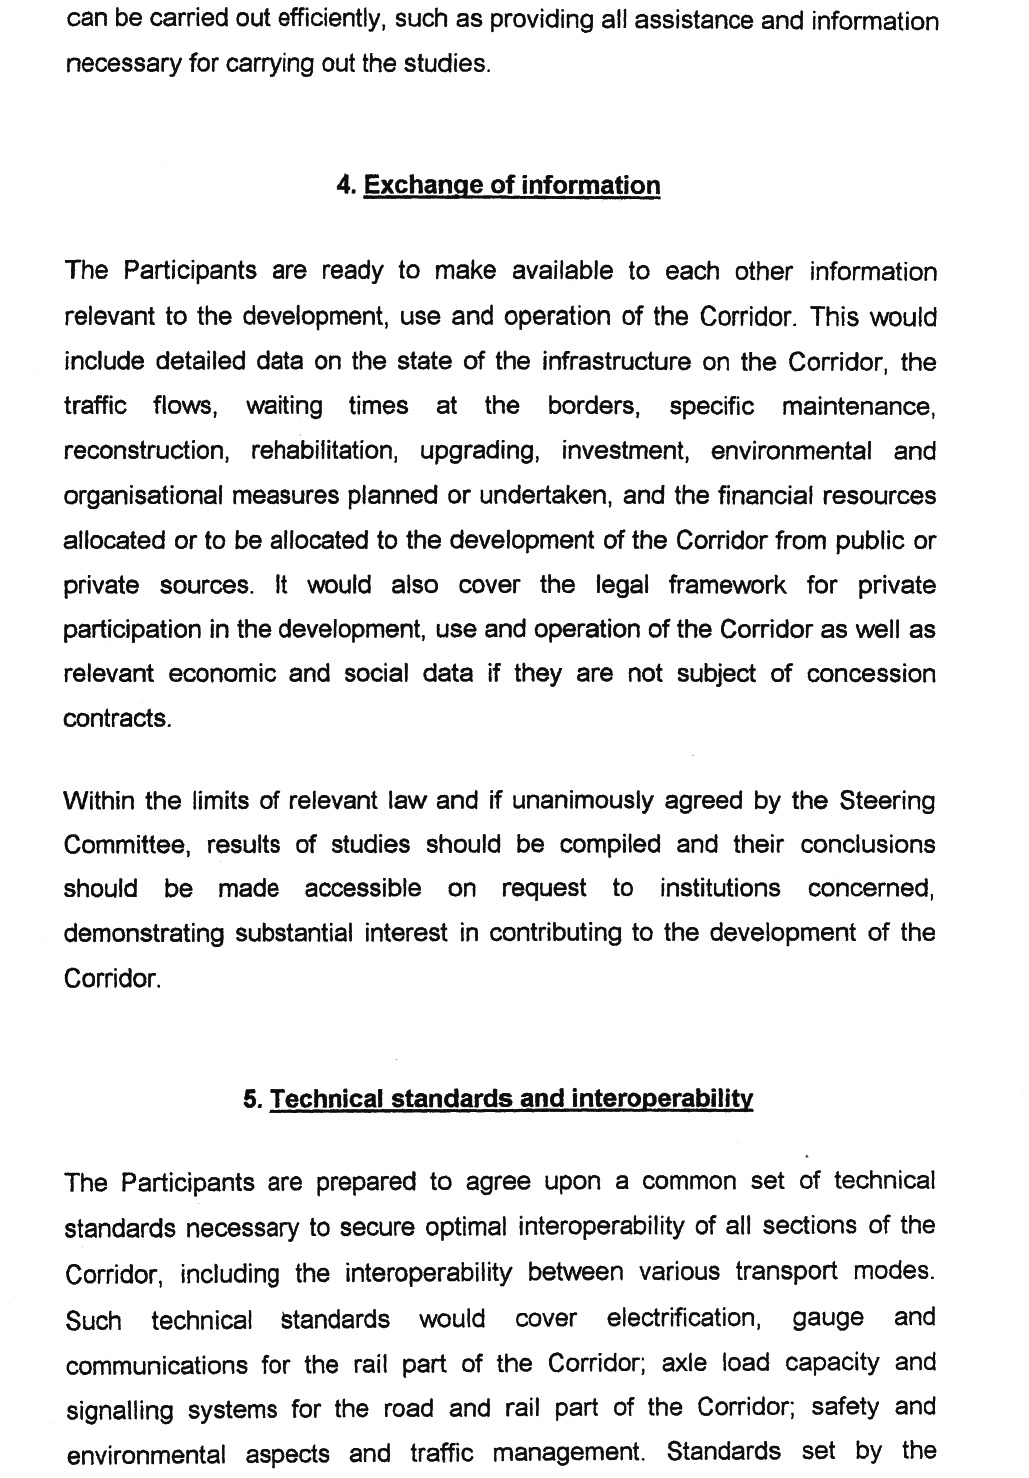 can be carried out efficiently, such as providing all assistance and information
necessary for carrying out the studies.
4. Exchange of information
The Participants are ready to make available to each other information
relevant to the development, use and operation of the Corridor. This would
include detailed data on the state of the infrastructure on the Corridor, the
traffic flows, waiting times at the borders, specific maintenance,
reconstruction, rehabilitation, upgrading, investment, environmental and
organisational measures planned or undertaken, and the financial resources
allocated or to be allocated to the development of the Corridor from public or
private sources. It would also cover the legal framework for private
participation in the development, use and operation of the Corridor as well as
relevant economic and social data if they are not subject of concession
contracts.
Within the limits of relevant law and if unanimously agreed by the Steering
Committee, results of studies should be compiled and their conclusions
should be made accessible on request to institutions concerned,
demonstrating substantial interest in contributing to the development of the
Corridor.
5. Technical standards and interoperability
The Participants are prepared to agree upon a common set of technical
standards necessary to secure optimal interoperability of all sections of the
Corridor, including the interoperability between various transport modes.
Such technical standards would cover electrification, gauge and
communications for the rail part of the Corridor; axle load capacity and
signalling systems for the road and rail part of the Corridor; safety and
environmental aspects and traffic management. Standards set by the